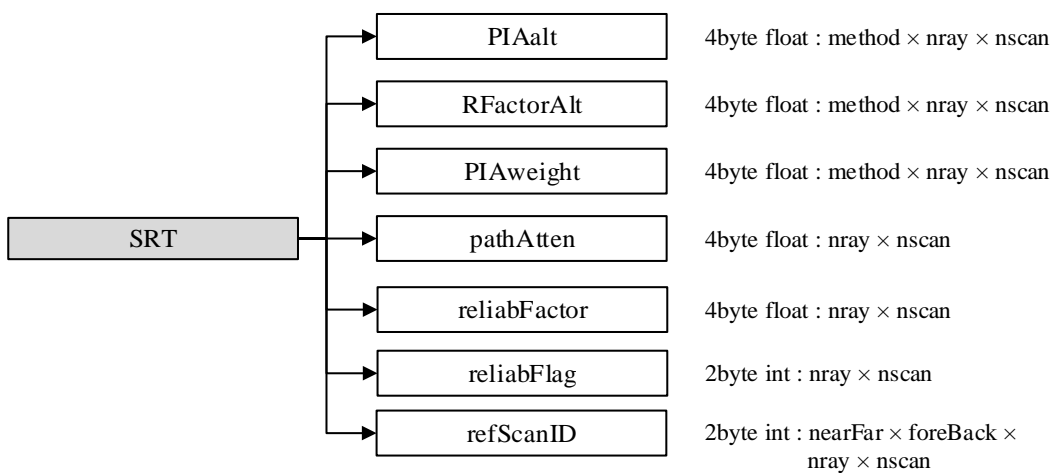 PIAalt 4byte float : method × nray × nscan
RFactorAlt 4byte float : method × nray × nscan
PIAweight 4byte float : method × nray × nscan
SRT
pathAtten 4byte float : nray × nscan
reliabFactor 4byte float : nray × nscan
reliabFlag 2byte int : nray × nscan
refScanID 2byte int : nearFar × foreBack ×
nray × nscan